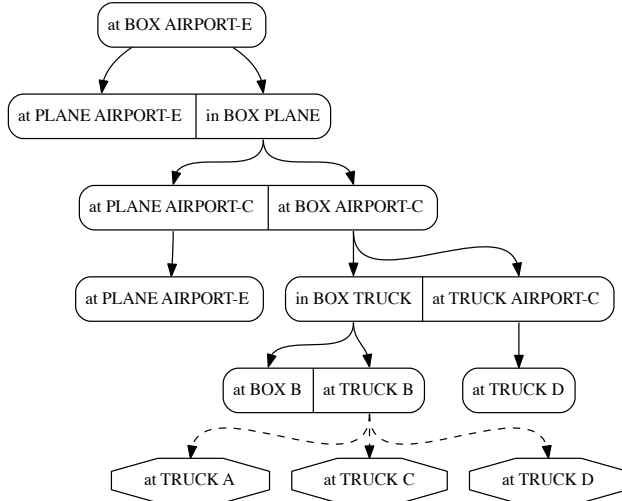 at BOX AIRPORT-E
at PLANE AIRPORT-E in BOX PLANE
at PLANE AIRPORT-C at BOX AIRPORT-C
at PLANE AIRPORT-E in BOX TRUCK at TRUCK AIRPORT-C
at BOX B at TRUCK B at TRUCK D
at TRUCK A at TRUCK C at TRUCK D